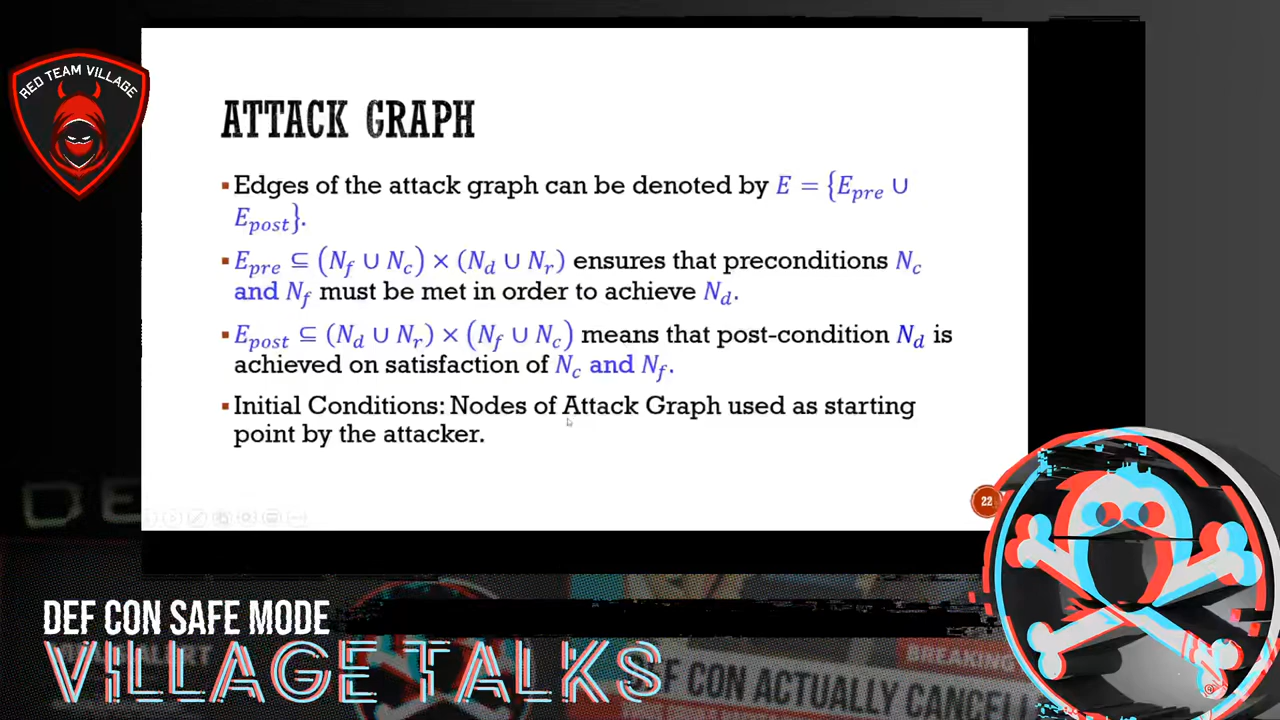 RED TEAM VILLAGE
ATTACK GRAPH
▪Edges of the attack graph can be denoted by E = {E_pre ∪
E_post}.
▪E_pre ⊆ (N_f ∪ N_c) × (N_d ∪ N_r) ensures that preconditions N_c
and N_f must be met in order to achieve N_d.
▪E_post ⊆ (N_d ∪ N_r) × (N_f ∪ N_c) means that post-condition N_d is
achieved on satisfaction of N_c and N_f.
▪Initial Conditions: Nodes of Attack Graph used as starting
point by the attacker.
22
DE
DEF CON SAFE MODE
VILLAGE TALKS
BREAKING
DEF CON ACTUALLY CANCEL